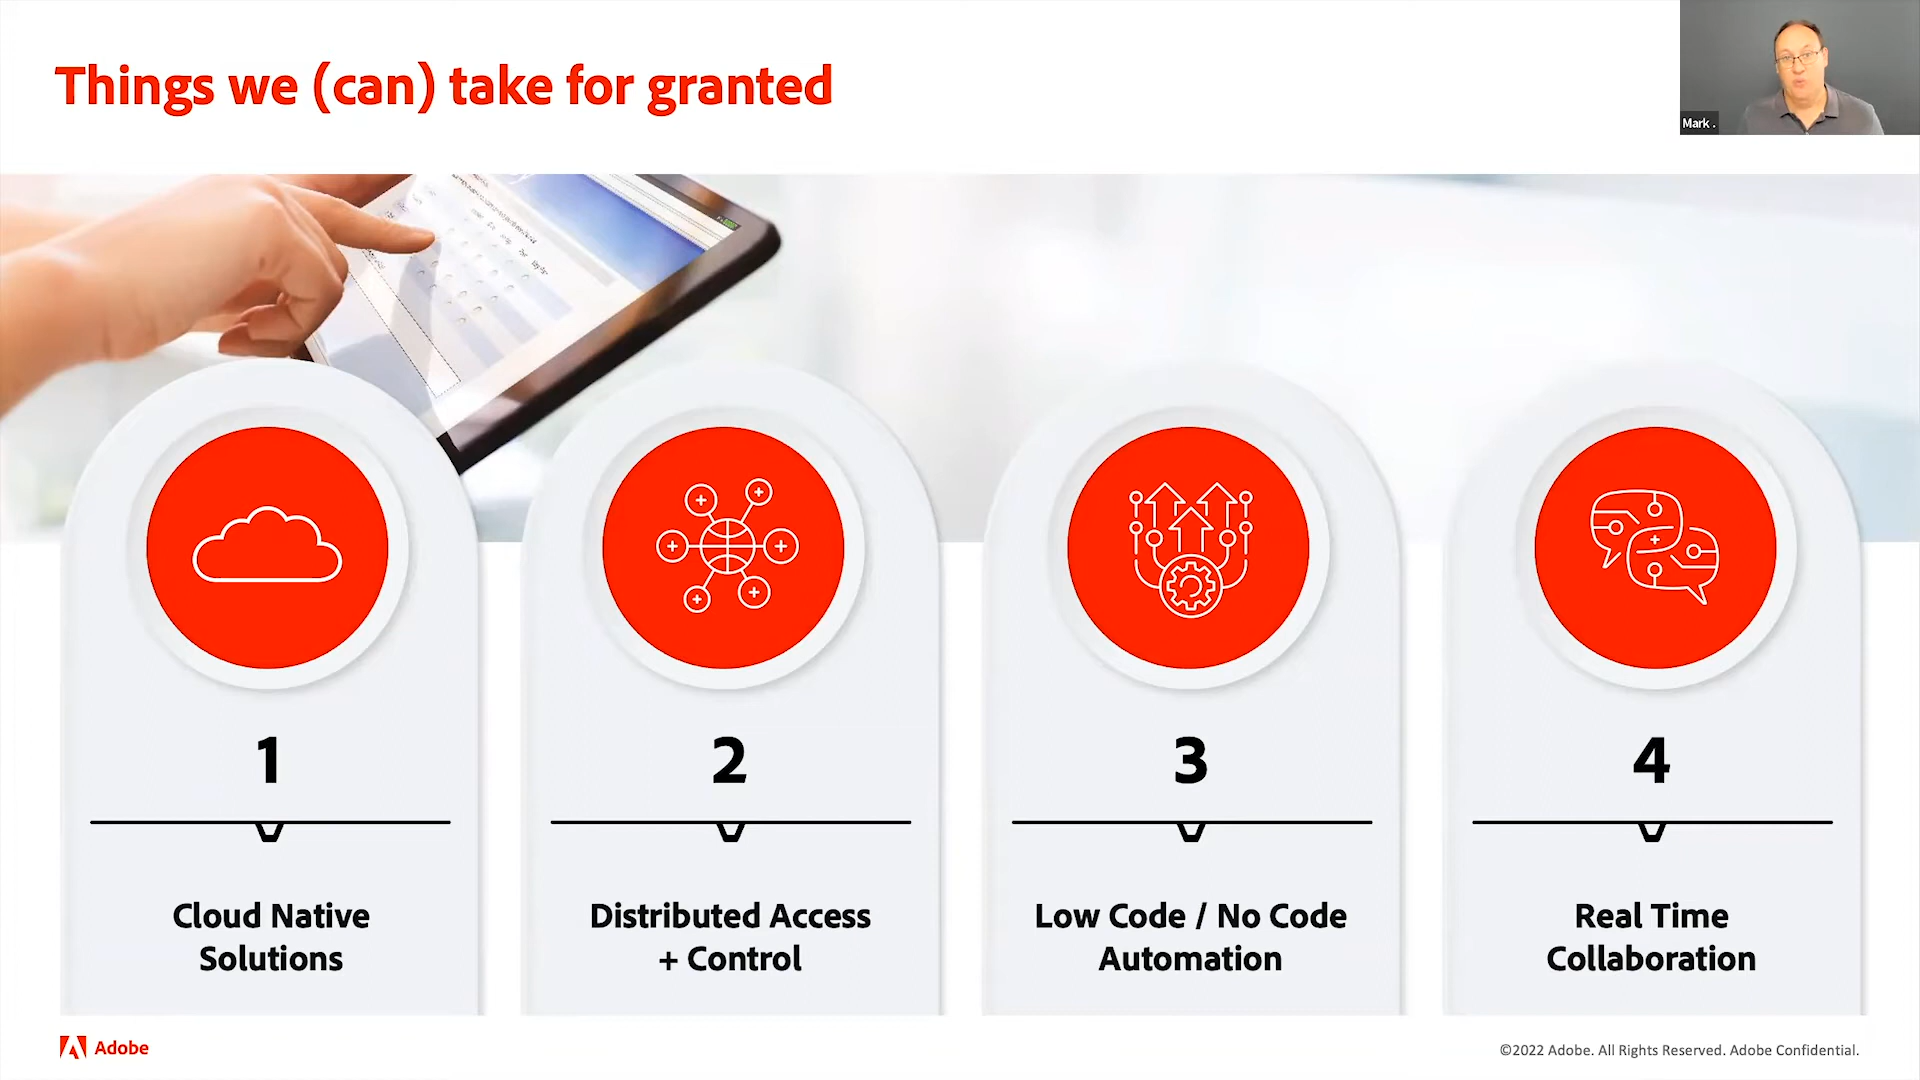 Things we (can) take for granted
Mark .
1
2
3
4
Cloud Native
Solutions
Distributed Access
+ Control
Low Code / No Code
Automation
Real Time
Collaboration
Adobe
©2022 Adobe. All Rights Reserved. Adobe Confidential.